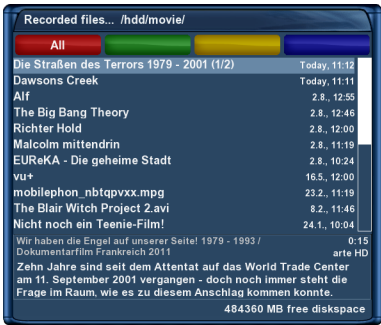 Recorded files... /hdd/movie/
All
Die Straßen des Terrors 1979 - 2001 (1/2) Today, 11:12
Dawsons Creek Today, 11:11
Alf 2.8., 12:55
The Big Bang Theory 2.8., 12:46
Richter Hold 2.8., 12:00
Malcolm mittendrin 2.8., 11:19
EUReKA - Die geheime Stadt 2.8., 10:24
vu+ 16.5., 12:00
mobilephon_nbtqpvxx.mpg 23.2., 11:19
The Blair Witch Project 2.avi 8.2., 11:46
Nicht noch ein Teenie-Film! 24.1., 10:04
Wir haben die Engel auf unserer Seite! 1979 - 1993 / 0:15
Dokumentarfilm Frankreich 2011 arte HD
Zehn Jahre sind seit dem Attentat auf das World Trade Center
am 11. September 2001 vergangen - doch noch immer steht die
Frage im Raum, wie es zu diesem Anschlag kommen konnte.
484360 MB free diskspace